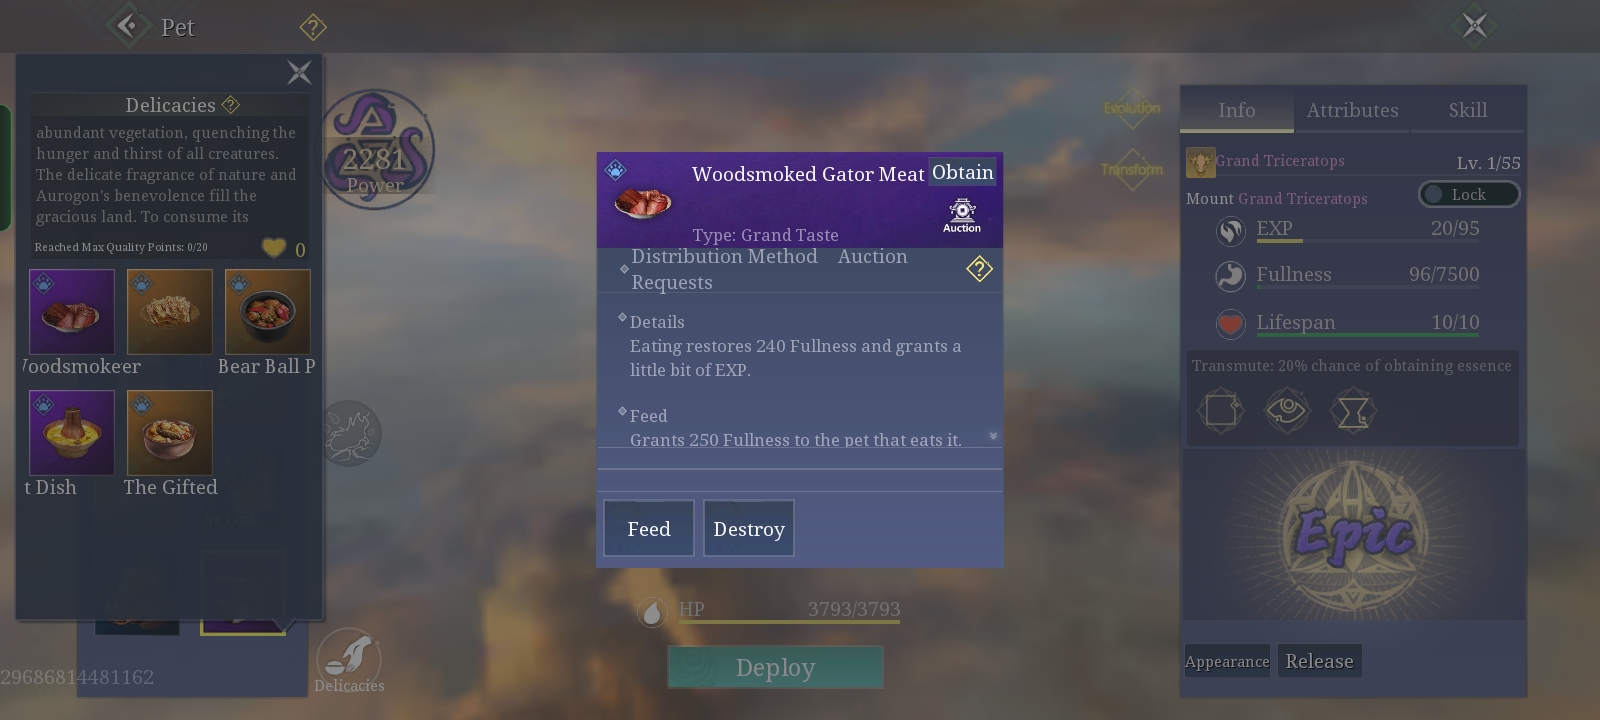 Pet
Delicacies
abundant vegetation, quenching the
hunger and thirst of all creatures.
The delicate fragrance of nature and
Aurogon's benevolence fill the
gracious land. To consume its
Reached Max Quality Points: 0/20
0
Woodsmoke
er
Bear Ball P
t Dish
The Gifted
In Use
29686814481162
Delicacies
2281
Power
Woodsmoked Gator Meat
Obtain
Type: Grand Taste
Auction
Distribution Method Auction
Requests
Details
Eating restores 240 Fullness and grants a
little bit of EXP.
Feed
Grants 250 Fullness to the pet that eats it.
Feed
Destroy
HP 3793/3793
Deploy
Evolution
Transform
Info
Attributes
Skill
Grand Triceratops
Lv. 1/55
Mount Grand Triceratops
Lock
EXP 20/95
Fullness 96/7500
Lifespan 10/10
Transmute: 20% chance of obtaining essence
Epic
Appearance
Release